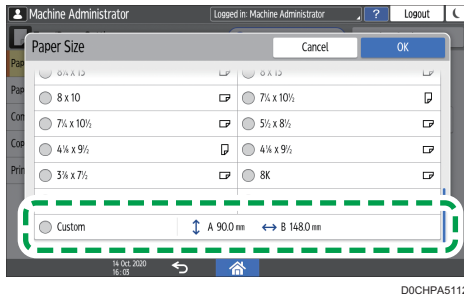 Machine Administrator
Logged in: Machine Administrator
?
Logout
Paper Size
Cancel
OK
8 x 13
8 x 10
7¼ x 10½
7¼ x 10½
5½ x 8½
4⅛ x 9½
4⅛ x 9½
3⅞ x 7½
8K
Custom
A 90.0 mm
B 148.0 mm
14 Oct. 2020
16:03
D0CHPA5112